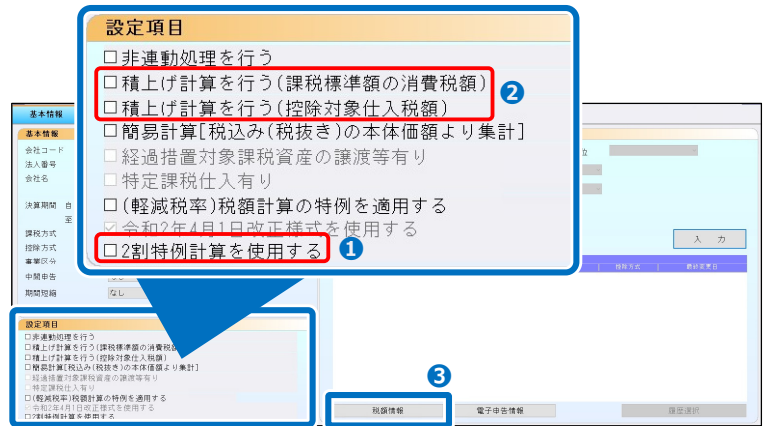 設定項目
□非連動処理を行う
□積上げ計算を行う(課税標準額の消費税額)
□積上げ計算を行う(控除対象仕入税額)
❷
□簡易計算[税込み(税抜き)の本体価額より集計]
□経過措置対象課税資産の譲渡等有り
□特定課税仕入有り
□(軽減税率)税額計算の特例を適用する
☑令和2年4月1日改正様式を使用する
□2割特例計算を使用する
❶
基本情報
基本情報
会社コード
法人番号
会社名
決算期間 自
至
課税方式
控除方式
事業区分
中間申告
期間短縮 なし
位
入 力
控除方式 最終変更日
設定項目
□非連動処理を行う
□積上げ計算を行う(課税標準額の消費税
□積上げ計算を行う(控除対象仕入税額)
□簡易計算[税込み(税抜き)の本体価額より集計]
□経過措置対象課税資産の譲渡等有り
□特定課税仕入有り
□(軽減税率)税額計算の特例を適用する
☑令和2年4月1日改正様式を使用する
□2割特例計算を使用する
❸
税額情報
電子申告情報
履歴選択